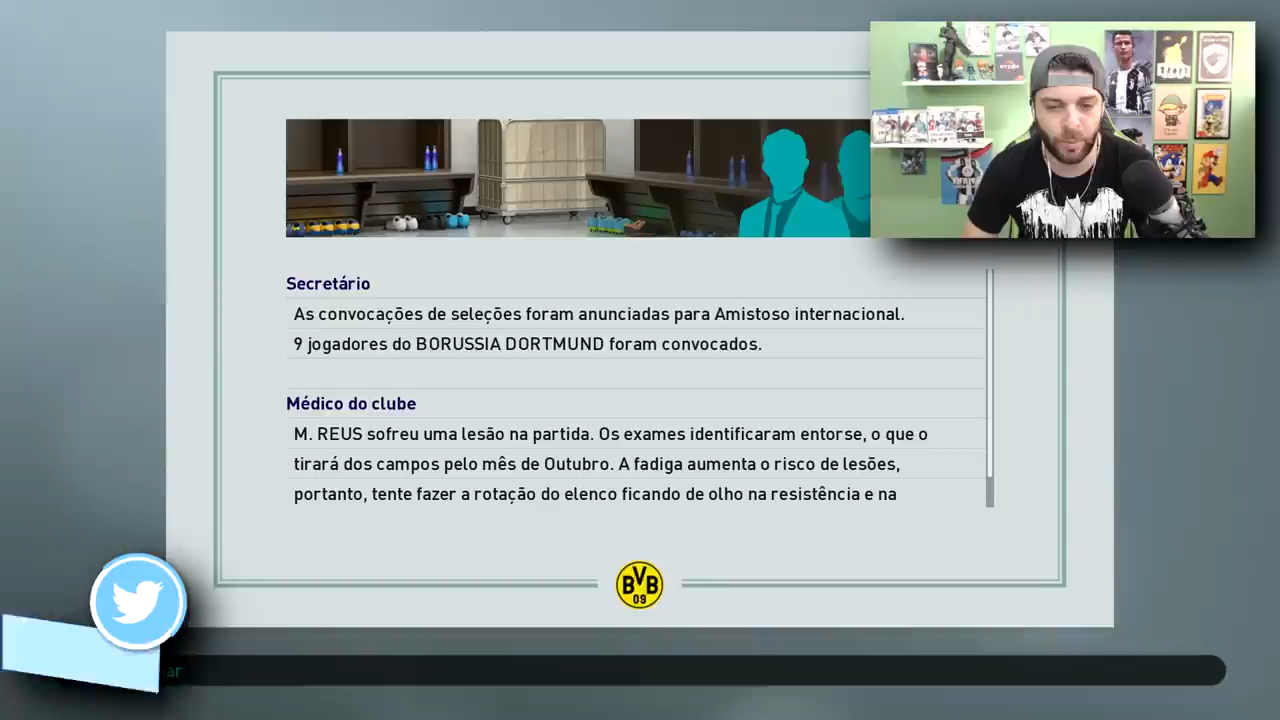 Secretário
As convocações de seleções foram anunciadas para Amistoso internacional.
9 jogadores do BORUSSIA DORTMUND foram convocados.
Médico do clube
M. REUS sofreu uma lesão na partida. Os exames identificaram entorse, o que o
tirará dos campos pelo mês de Outubro. A fadiga aumenta o risco de lesões,
portanto, tente fazer a rotação do elenco ficando de olho na resistência e na
BVB
09
ar